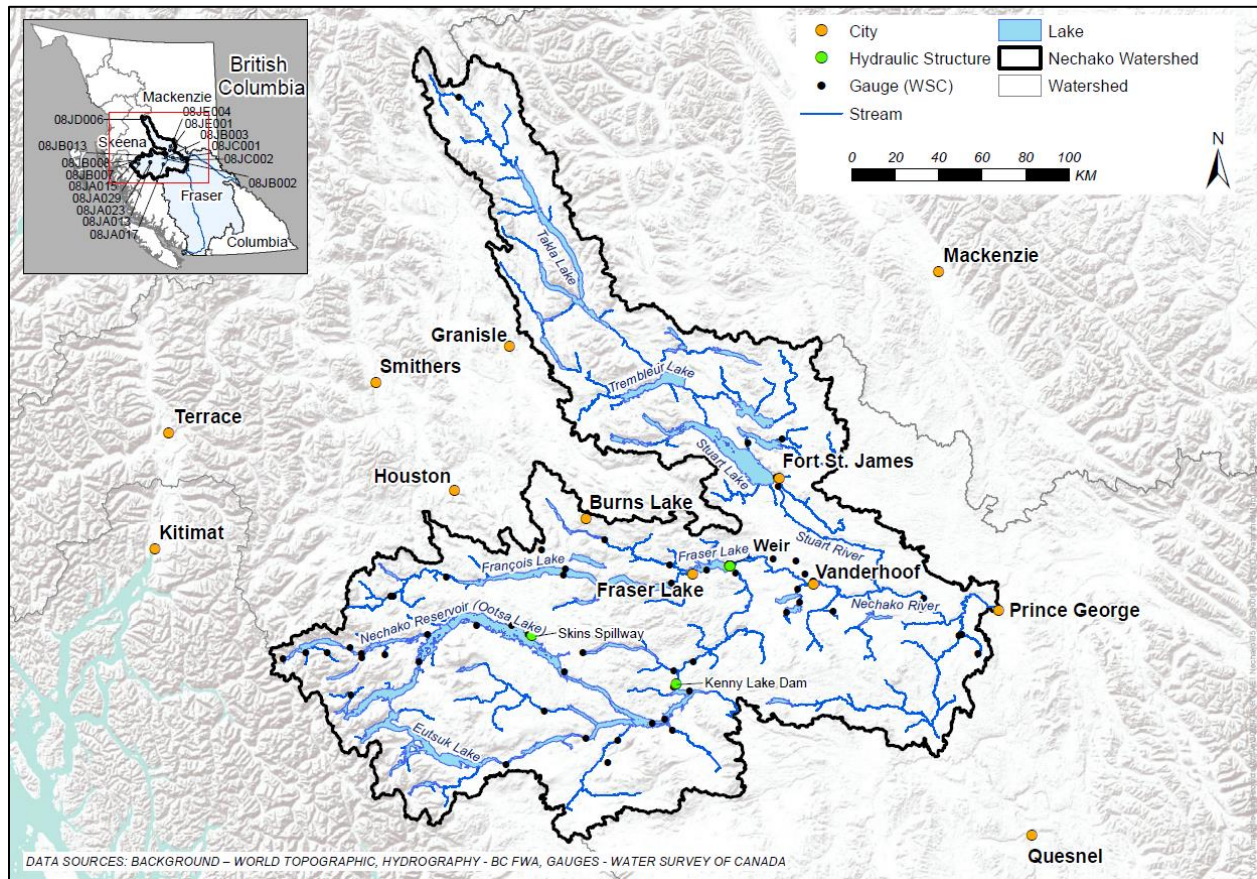 British
Columbia
Mackenzie
08JD006
08JE004
08JE001
08JB003
Skeena
08JC001
08JB013
08JC002
08JB008
08JB007
08JB002
08JA015
08JA029
Fraser
08JA023
08JA013
08JA017
Columbia
City
Hydraulic Structure
Gauge (WSC)
Stream
Lake
Nechako Watershed
Watershed
N
0 20 40 60 80 100
KM
Mackenzie
Takla Lake
Granisle
Smithers
Trembleur Lake
Terrace
Stuart Lake
Fort St. James
Houston
Burns Lake
Kitimat
Stuart River
Fraser Lake
Weir
François Lake
Fraser Lake
Vanderhoof
Nechako River
Prince George
Nechako Reservoir (Ootsa Lake)
Skins Spillway
Kenny Lake Dam
Eutsuk Lake
Quesnel
DATA SOURCES: BACKGROUND – WORLD TOPOGRAPHIC, HYDROGRAPHY - BC FWA, GAUGES - WATER SURVEY OF CANADA